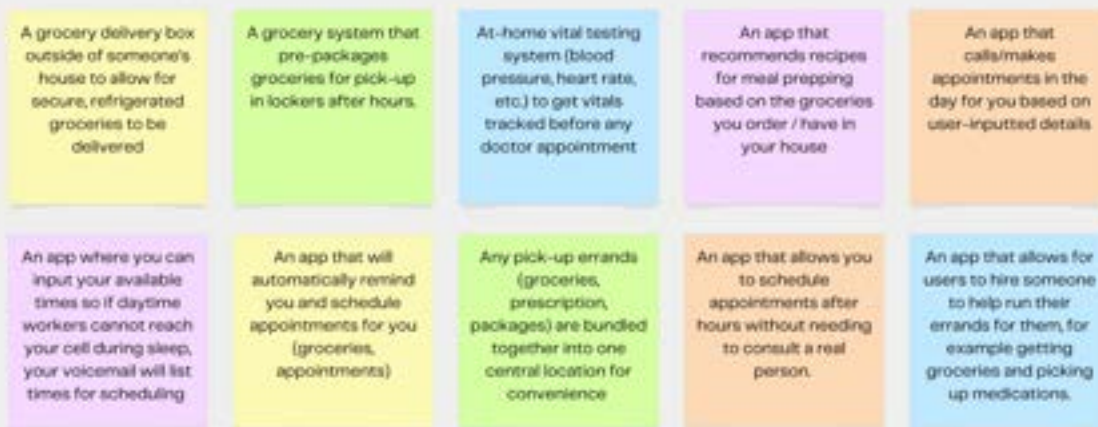 A grocery delivery box
outside of someone's
house to allow for
secure, refrigerated
groceries to be
delivered
A grocery system that
pre-packages
groceries for pick-up
in lockers after hours.
At-home vital testing
system (blood
pressure, heart rate,
etc.) to get vitals
tracked before any
doctor appointment
An app that
recommends recipes
for meal prepping
based on the groceries
you order / have in
your house
An app that
calls/makes
appointments in the
day for you based on
user-inputted details
An app where you can
input your available
times so if daytime
workers cannot reach
your cell during sleep,
your voicemail will list
times for scheduling
An app that will
automatically remind
you and schedule
appointments for you
(groceries,
appointments)
Any pick-up errands
(groceries,
prescription,
packages) are bundled
together into one
central location for
convenience
An app that allows you
to schedule
appointments after
hours without needing
to consult a real
person.
An app that allows for
users to hire someone
to help run their
errands for them, for
example getting
groceries and picking
up medications.